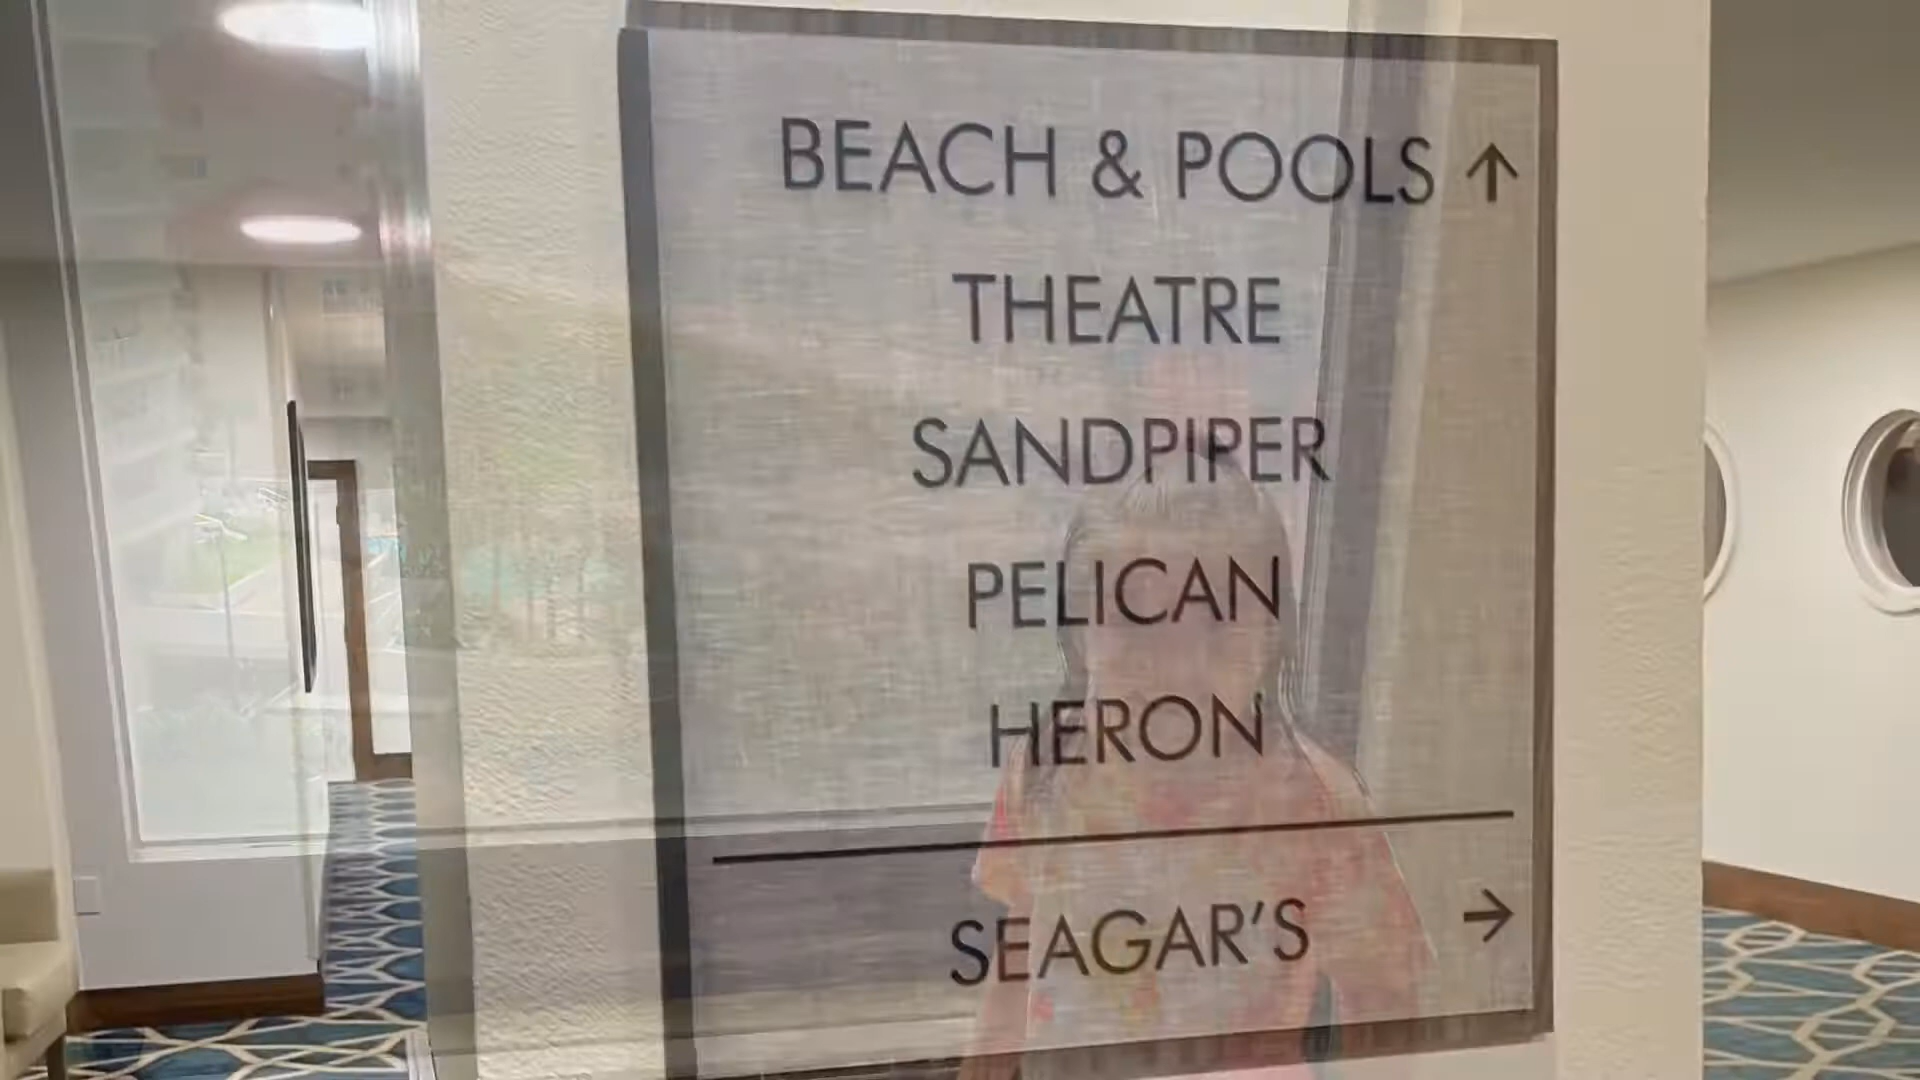 BEACH & POOLS ↑
THEATRE
SANDPIPER
PELICAN
HERON
SEAGAR'S →